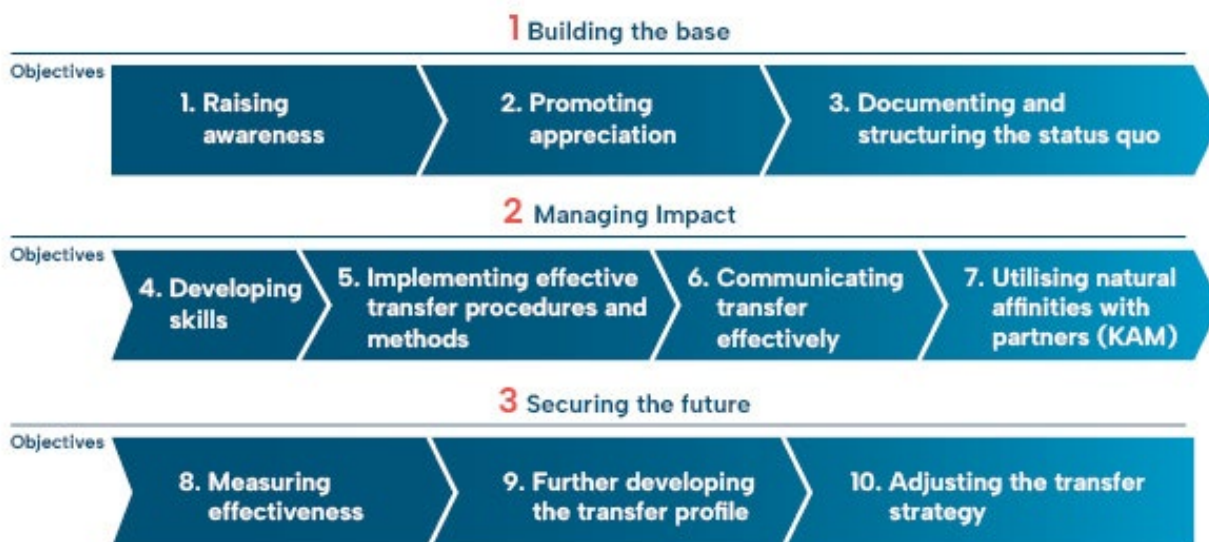 1 Building the base
Objectives
1. Raising
awareness
2. Promoting
appreciation
3. Documenting and
structuring the status quo
2 Managing Impact
Objectives
4. Developing
skills
5. Implementing effective
transfer procedures and
methods
6. Communicating
transfer
effectively
7. Utilising natural
affinities with
partners (KAM)
3 Securing the future
Objectives
8. Measuring
effectiveness
9. Further developing
the transfer profile
10. Adjusting the transfer
strategy